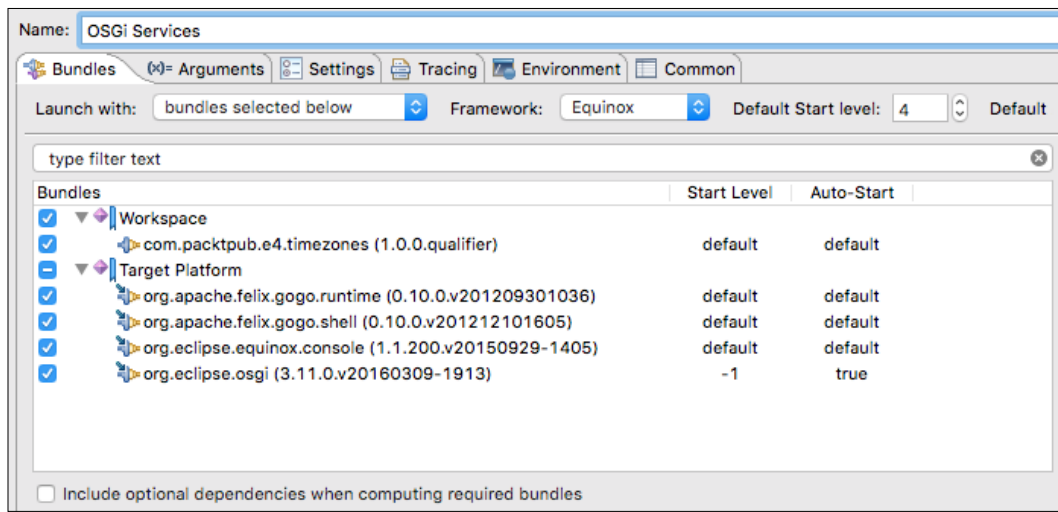 Name: OSGi Services
Bundles (x)= Arguments Settings Tracing Environment Common
Launch with: bundles selected below Framework: Equinox Default Start level: 4 Default
type filter text
Bundles Start Level Auto-Start
Workspace
com.packtpub.e4.timezones (1.0.0.qualifier) default default
Target Platform
org.apache.felix.gogo.runtime (0.10.0.v201209301036) default default
org.apache.felix.gogo.shell (0.10.0.v201212101605) default default
org.eclipse.equinox.console (1.1.200.v20150929-1405) default default
org.eclipse.osgi (3.11.0.v20160309-1913) -1 true
Include optional dependencies when computing required bundles